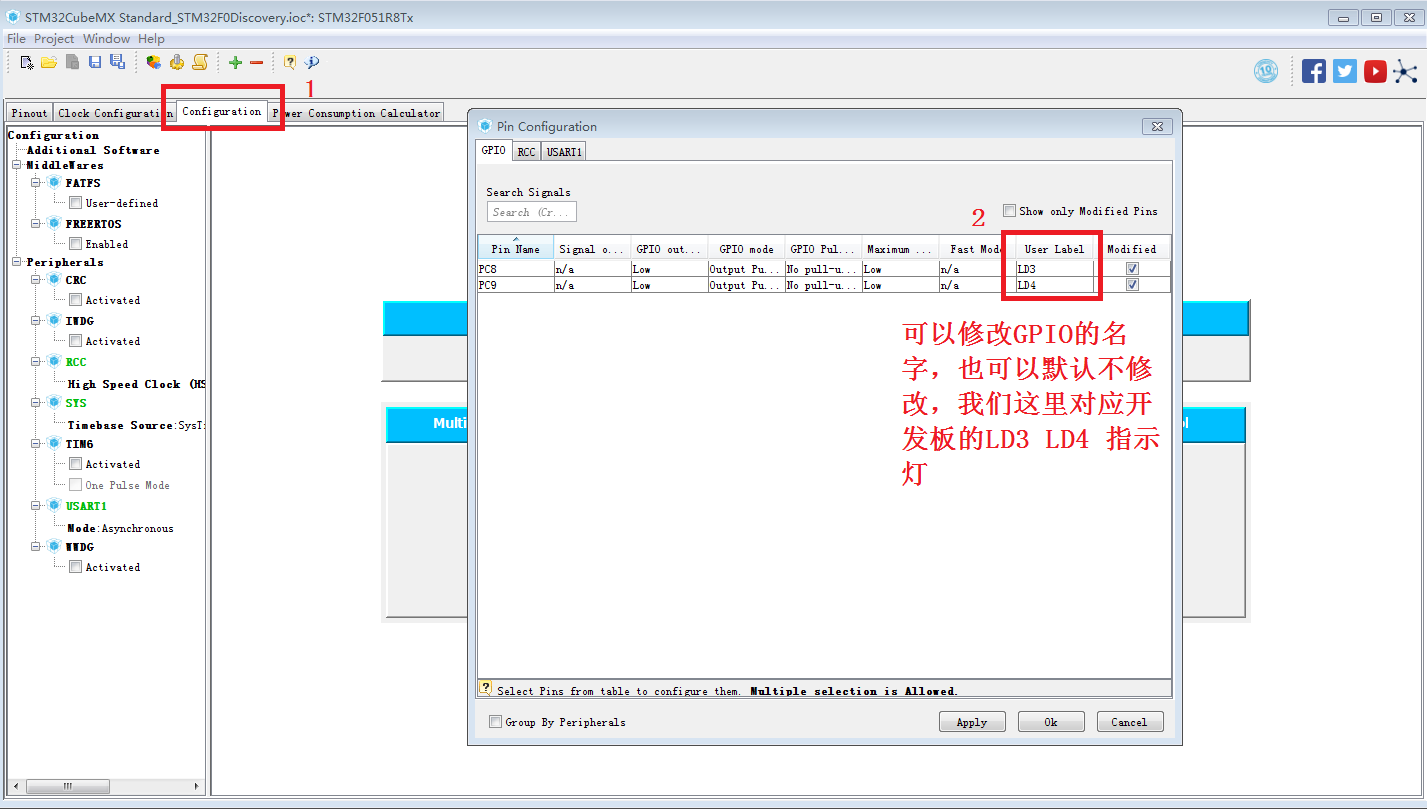 STM32CubeMX Standard_STM32F0Discovery.ioc*: STM32F051R8Tx
File Project Window Help
1
Pinout Clock Configuration Configuration Power Consumption Calculator
Configuration
Additional Software
MiddleWares
FATFS
User-defined
FREERTOS
Enabled
Peripherals
CRC
Activated
IWDG
Activated
RCC
High Speed Clock (HS
SYS
Timebase Source:SysTi
TIM6
Activated
One Pulse Mode
USART1
Mode:Asynchronous
WWDG
Activated
Multi
Pin Configuration
GPIO RCC USART1
Search Signals
Search (Cr...
2
Show only Modified Pins
Pin Name Signal o... GPIO out... GPIO mode GPIO Pul... Maximum ... Fast Mode User Label Modified
PC8 n/a Low Output Pu... No pull-u... Low n/a LD3
PC9 n/a Low Output Pu... No pull-u... Low n/a LD4
可以修改GPIO的名
字，也可以默认不修
改，我们这里对应开
发板的LD3 LD4 指示
灯
Select Pins from table to configure them. Multiple selection is Allowed.
Group By Peripherals
Apply Ok Cancel